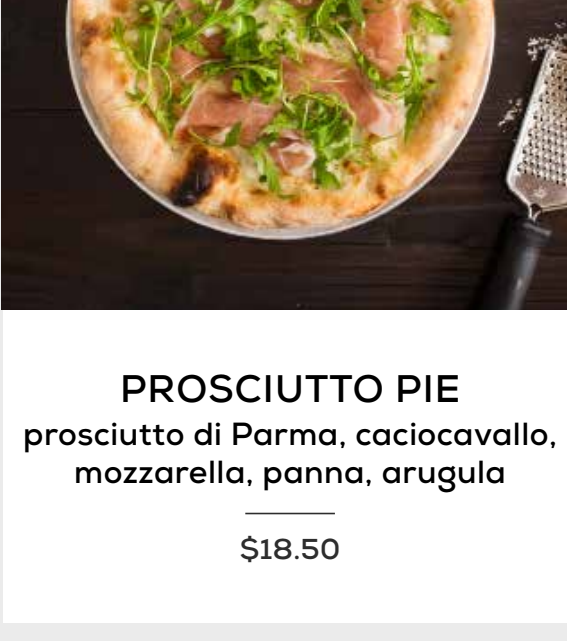 PROSCIUTTO PIE
prosciutto di Parma, caciocavallo,
mozzarella, panna, arugula
$18.50